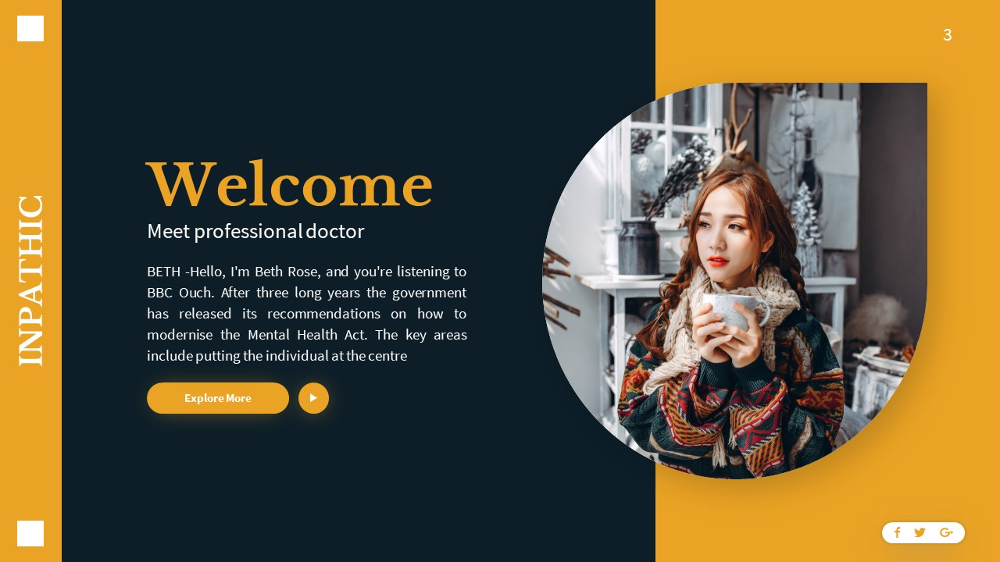 3
INPATHIC
Welcome
Meet professional doctor
BETH -Hello, I'm Beth Rose, and you're listening to
BBC Ouch. After three long years the government
has released its recommendations on how to
modernise the Mental Health Act. The key areas
include putting the individual at the centre
Explore More